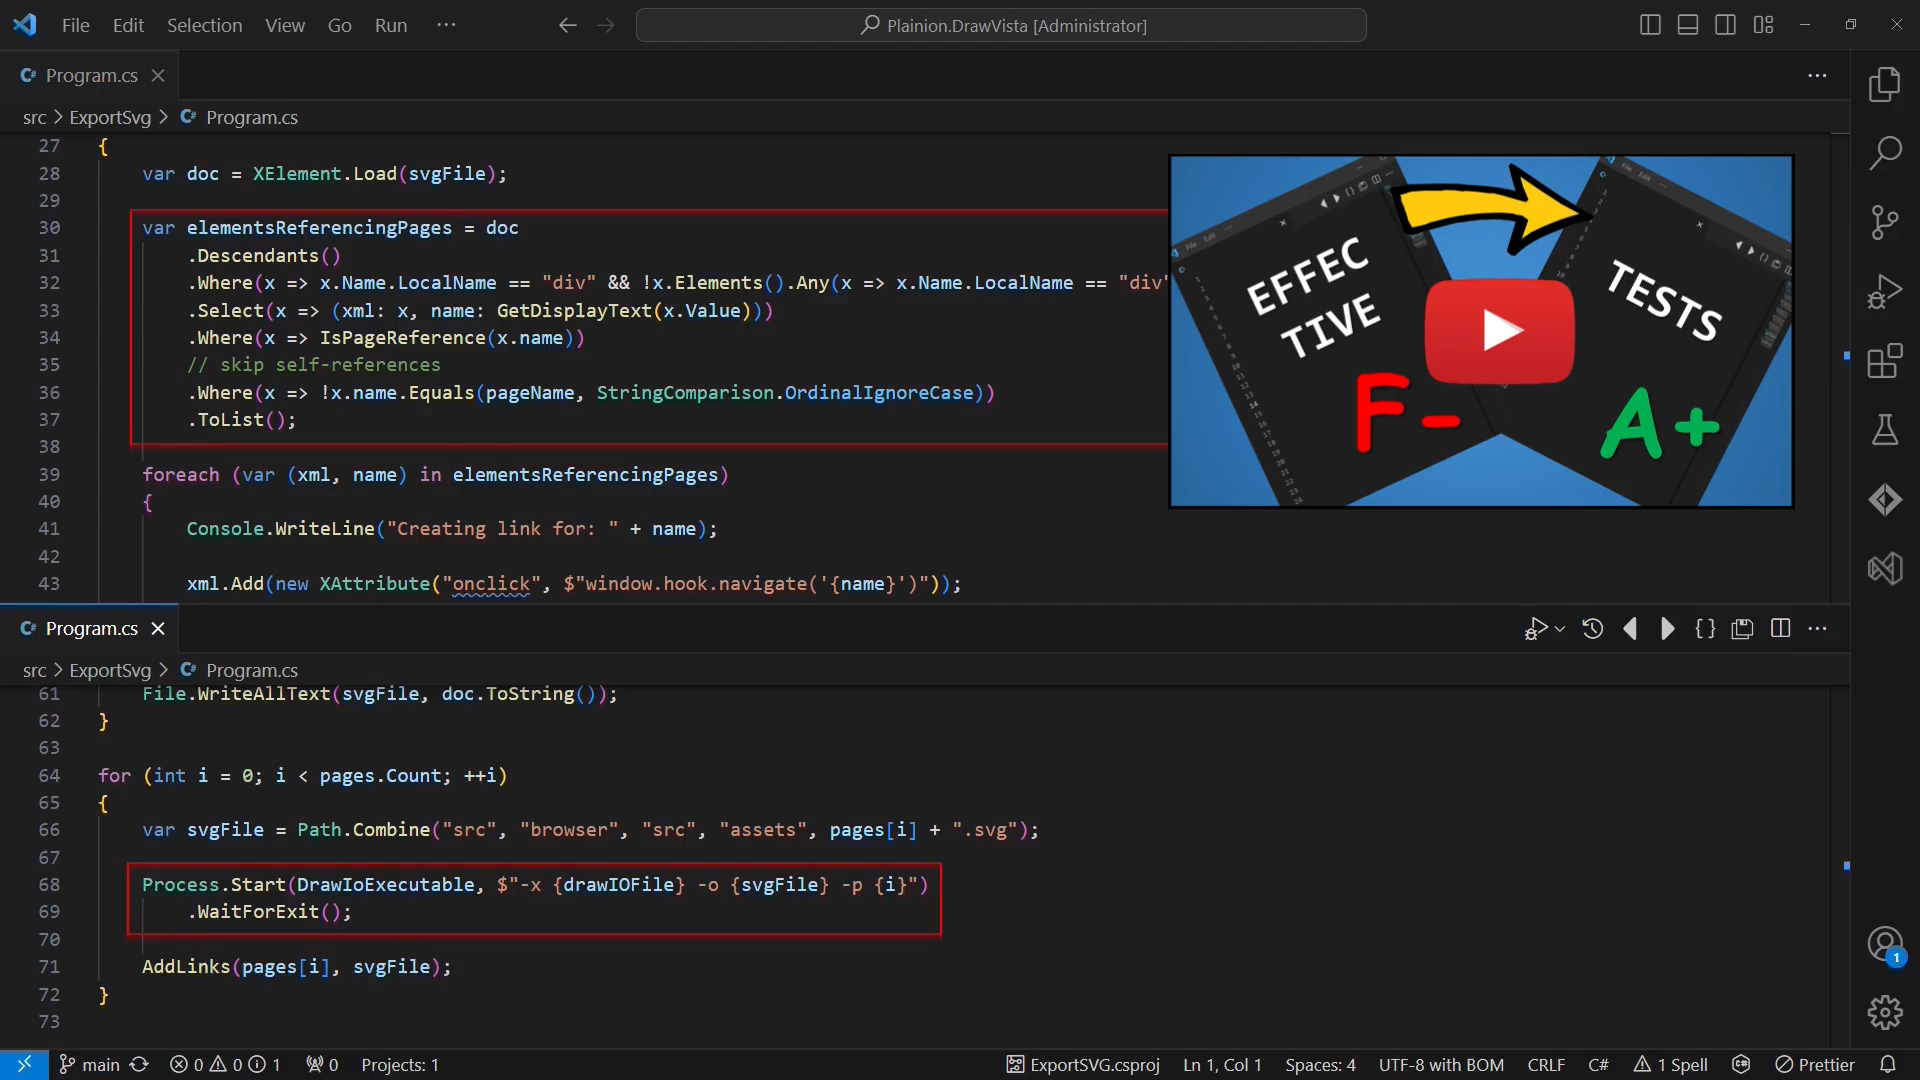 File Edit Selection View Go Run ··· Plainion.DrawVista [Administrator]
Program.cs
src > ExportSvg > Program.cs
27 {
28 var doc = XElement.Load(svgFile);
29
30 var elementsReferencingPages = doc
31 .Descendants()
32 .Where(x => x.Name.LocalName == "div" && !x.Elements().Any(x => x.Name.LocalName == "div"
33 .Select(x => (xml: x, name: GetDisplayText(x.Value)))
34 .Where(x => IsPageReference(x.name))
35 // skip self-references
36 .Where(x => !x.name.Equals(pageName, StringComparison.OrdinalIgnoreCase))
37 .ToList();
38
39 foreach (var (xml, name) in elementsReferencingPages)
40 {
41 Console.WriteLine("Creating link for: " + name);
42
43 xml.Add(new XAttribute("onclick", $"window.hook.navigate('{name}')"));
EFFEC
TIVE
F-
TESTS
A+
Program.cs
src > ExportSvg > Program.cs
61 File.WriteAllText(svgFile, doc.ToString());
62 }
63
64 for (int i = 0; i < pages.Count; ++i)
65 {
66 var svgFile = Path.Combine("src", "browser", "src", "assets", pages[i] + ".svg");
67
68 Process.Start(DrawIoExecutable, $"-x {drawIOFile} -o {svgFile} -p {i}")
69 .WaitForExit();
70
71 AddLinks(pages[i], svgFile);
72 }
73
1
main 0 0 1 0 Projects: 1 ExportSVG.csproj Ln 1, Col 1 Spaces: 4 UTF-8 with BOM CRLF C# 1 Spell Prettier